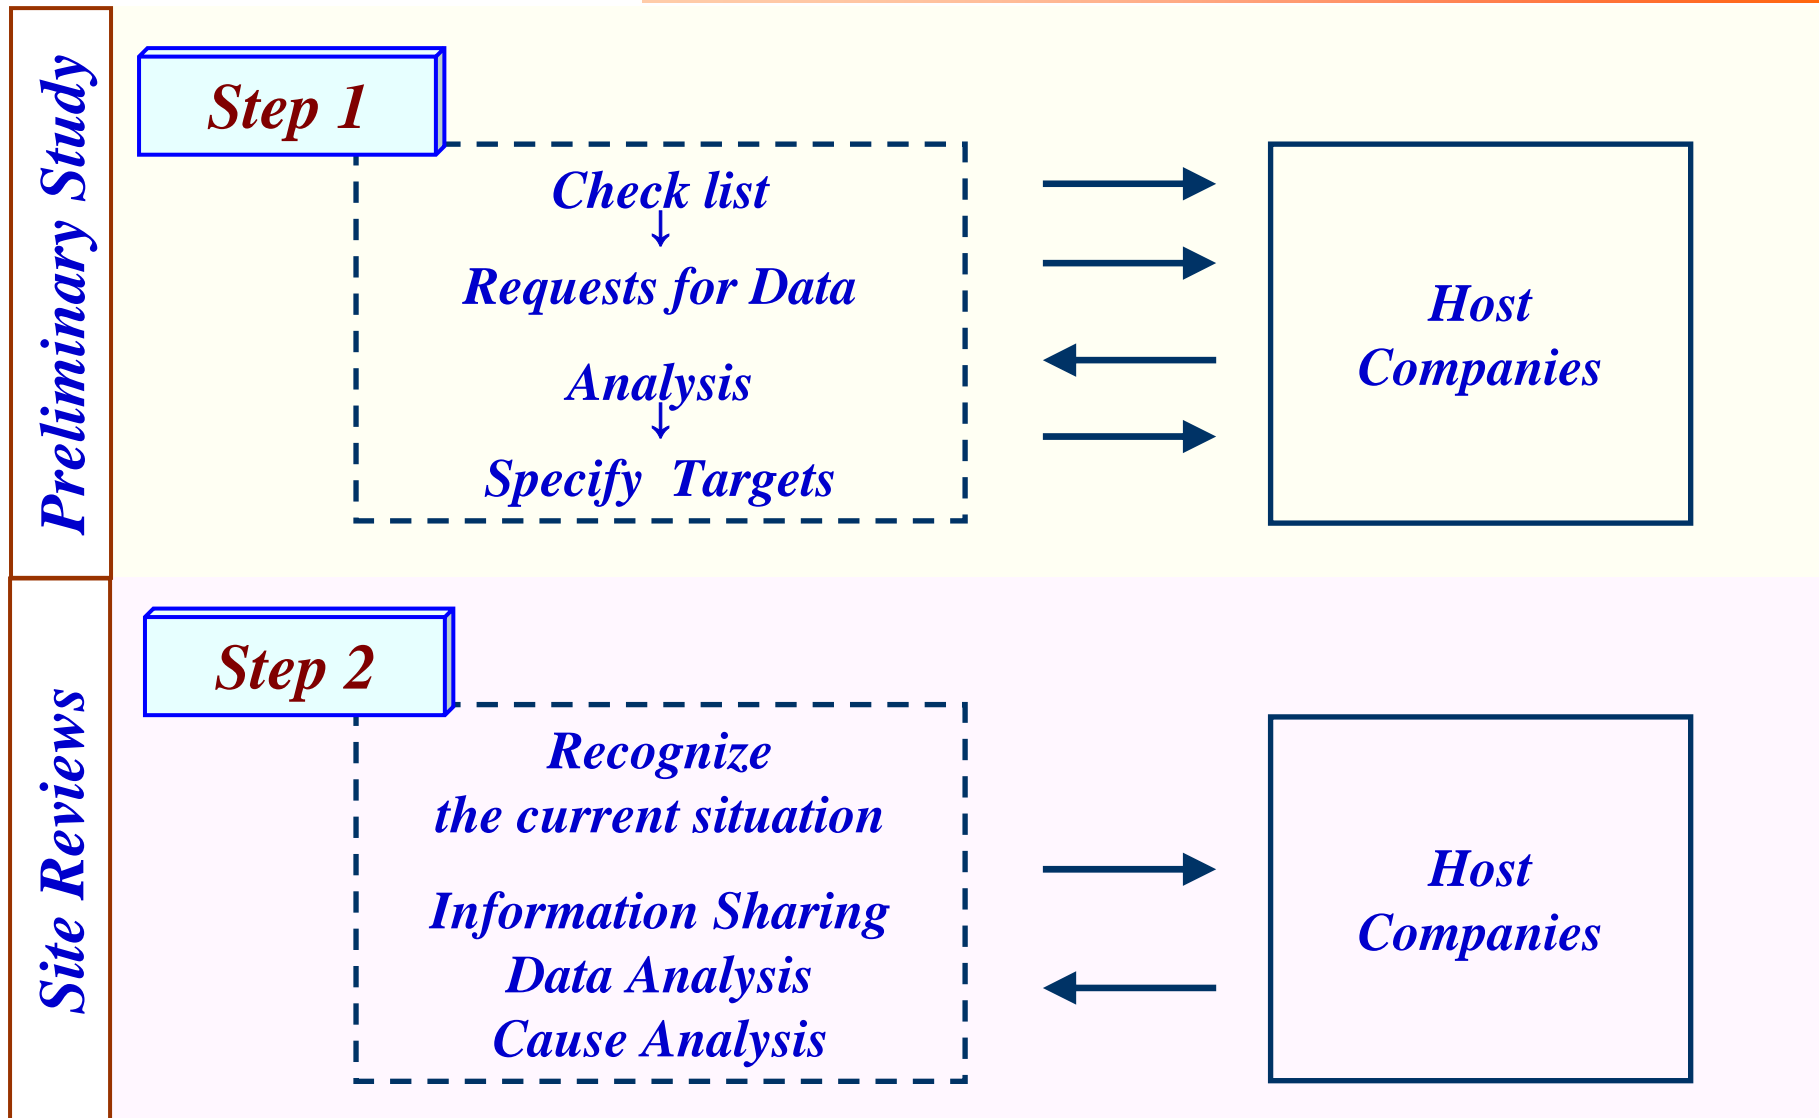 Preliminary Study
Step 1
Check list
↓
Requests for Data
Analysis
↓
Specify Targets
Host
Companies
Site Reviews
Step 2
Recognize
the current situation
Information Sharing
Data Analysis
Cause Analysis
Host
Companies